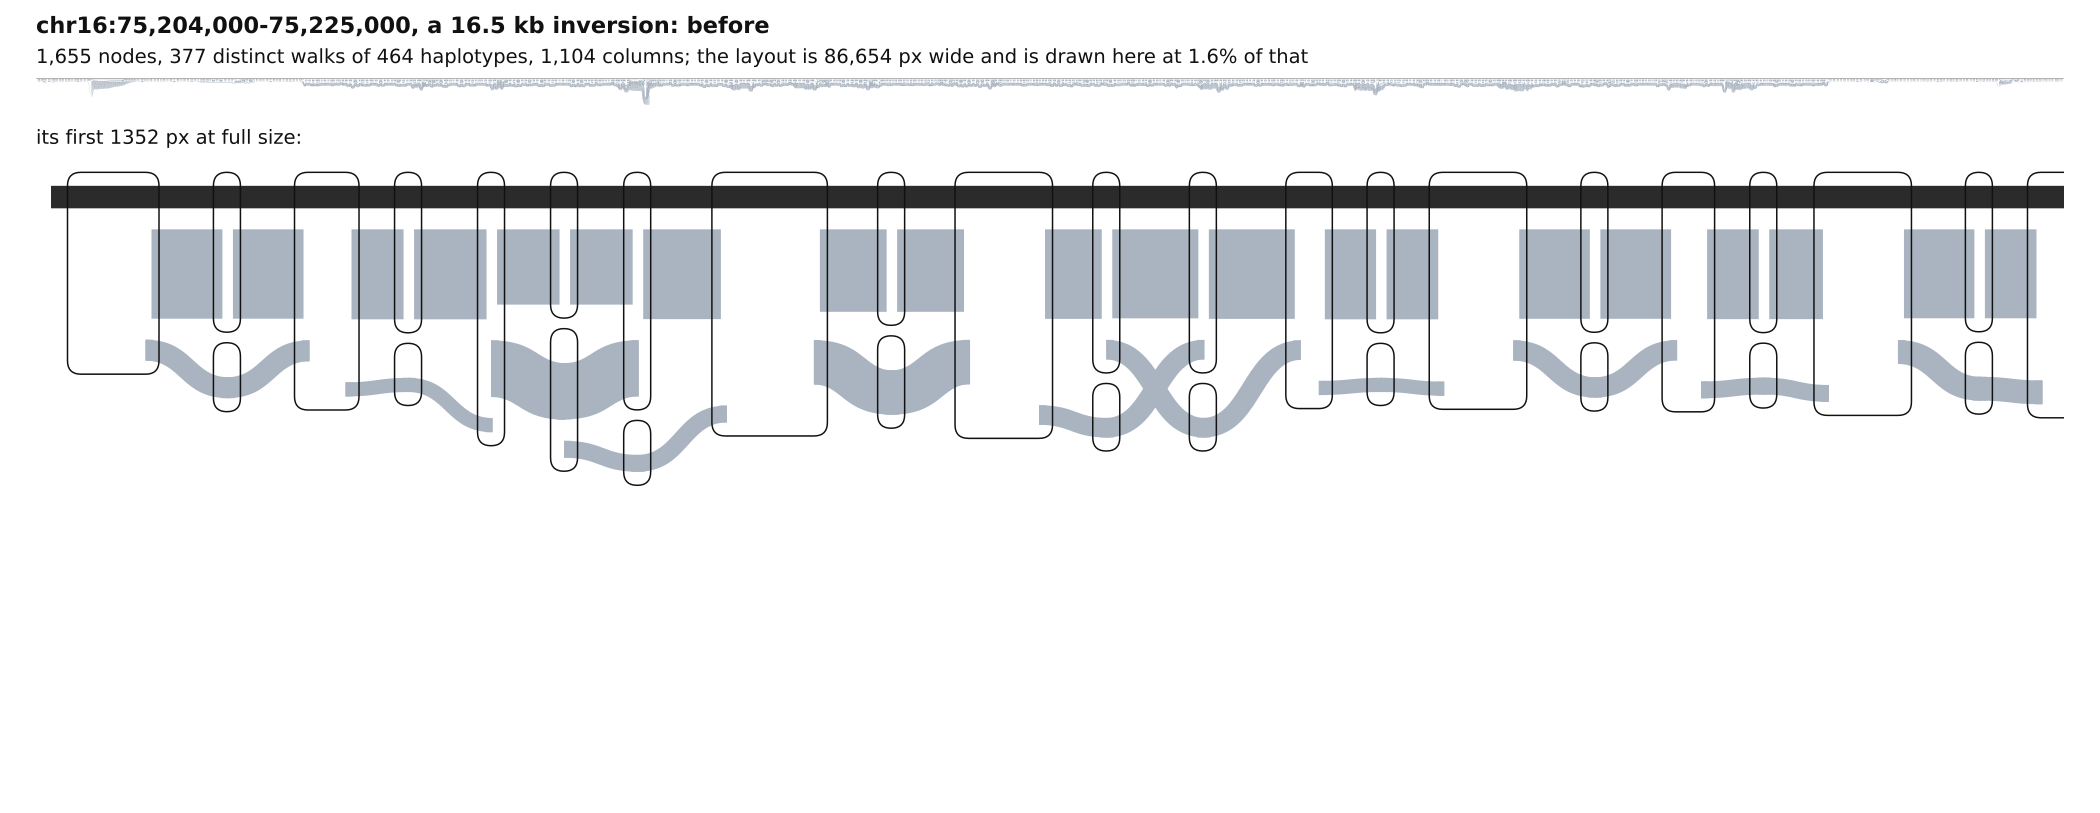 chr16:75,204,000-75,225,000, a 16.5 kb inversion: before
1,655 nodes, 377 distinct walks of 464 haplotypes, 1,104 columns; the layout is 86,654 px wide and is drawn here at 1.6% of that
its first 1352 px at full size: